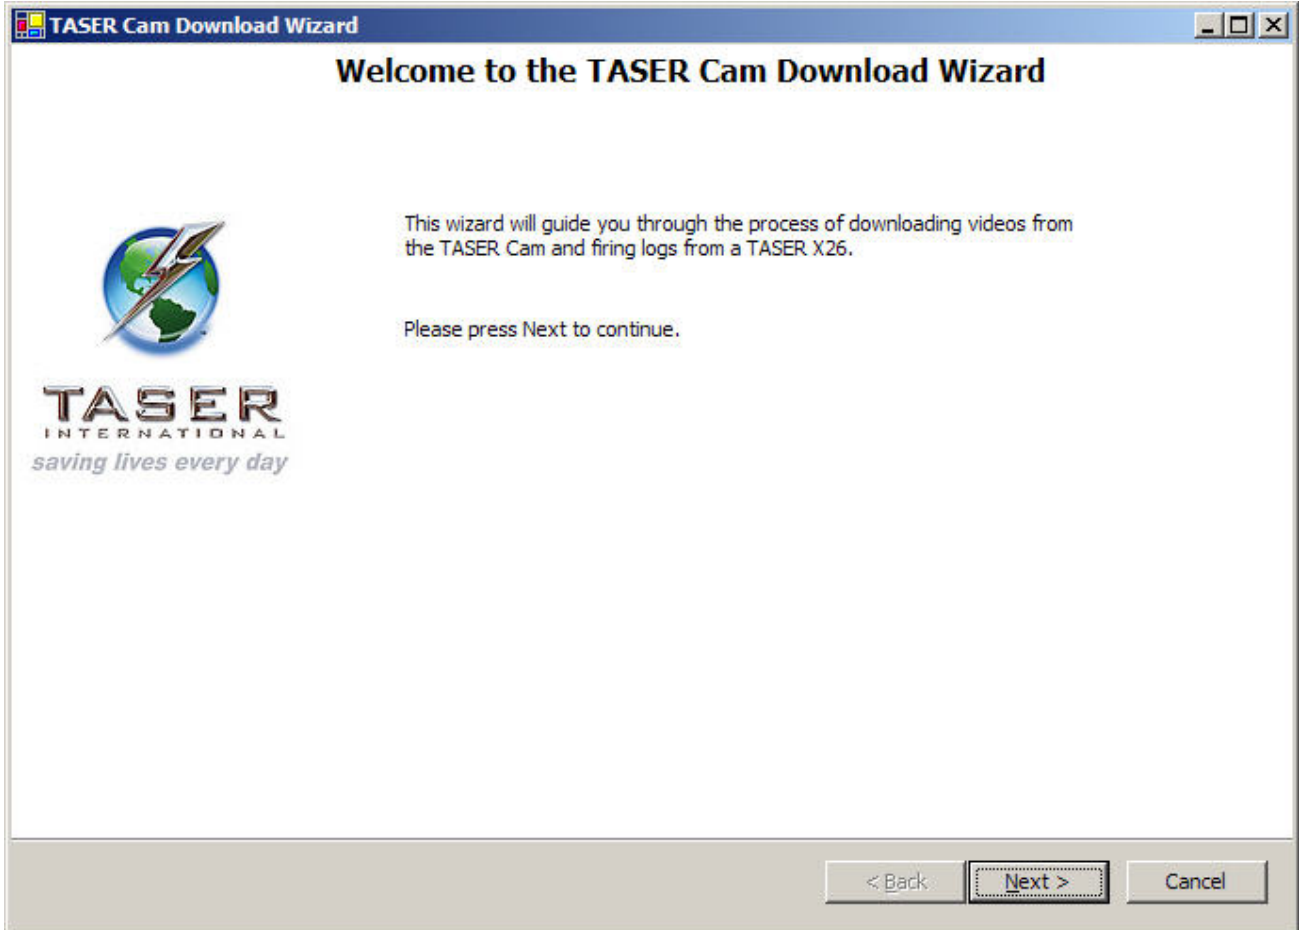 TASER Cam Download Wizard
Welcome to the TASER Cam Download Wizard
This wizard will guide you through the process of downloading videos from
the TASER Cam and firing logs from a TASER X26.
Please press Next to continue.
TASER
INTERNATIONAL
saving lives every day
< Back
Next >
Cancel